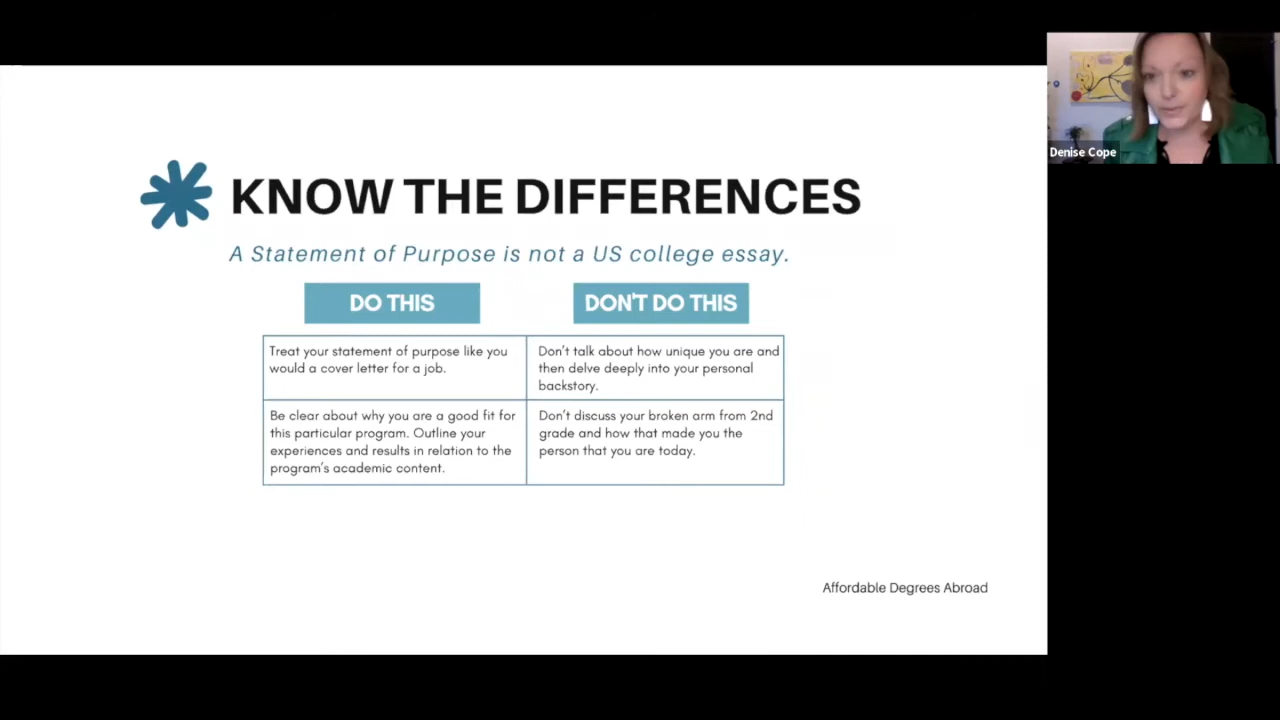 KNOW THE DIFFERENCES
A Statement of Purpose is not a US college essay.
DO THIS
DON'T DO THIS
Treat your statement of purpose like you
would a cover letter for a job.
Don't talk about how unique you are and
then delve deeply into your personal
backstory.
Be clear about why you are a good fit for
this particular program. Outline your
experiences and results in relation to the
program's academic content.
Don't discuss your broken arm from 2nd
grade and how that made you the
person that you are today.
Affordable Degrees Abroad
Denise Cope